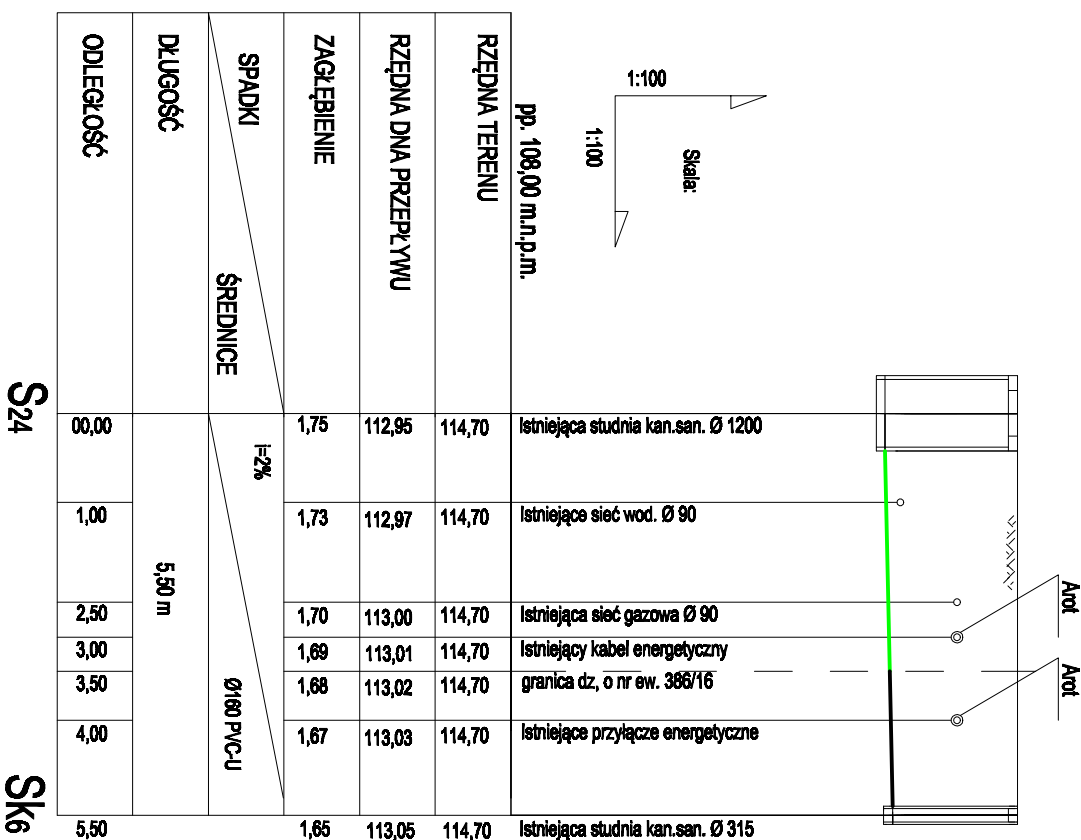 Skala:
1:100
1:100
Arot
Arot
pp. 108,00 m.n.p.m.
Istniejąca studnia kan.san. Ø 1200
Istniejące sieć wod. Ø 90
Istniejąca sieć gazowa Ø 90
Istniejący kabel energetyczny
granica dz, o nr ew. 386/16
Istniejące przyłącze energetyczne
Istniejąca studnia kan.san. Ø 315
RZĘDNA TERENU
114,70
114,70
114,70
114,70
114,70
114,70
114,70
RZĘDNA DNA PRZEPŁYWU
112,95
112,97
113,00
113,01
113,02
113,03
113,05
ZAGŁĘBIENIE
1,75
1,73
1,70
1,69
1,68
1,67
1,65
SPADKI
ŚREDNICE
i=2%
Ø160 PVC-U
DŁUGOŚĆ
5,50 m
ODLEGŁOŚĆ
00,00
1,00
2,50
3,00
3,50
4,00
5,50
S24
Sk6